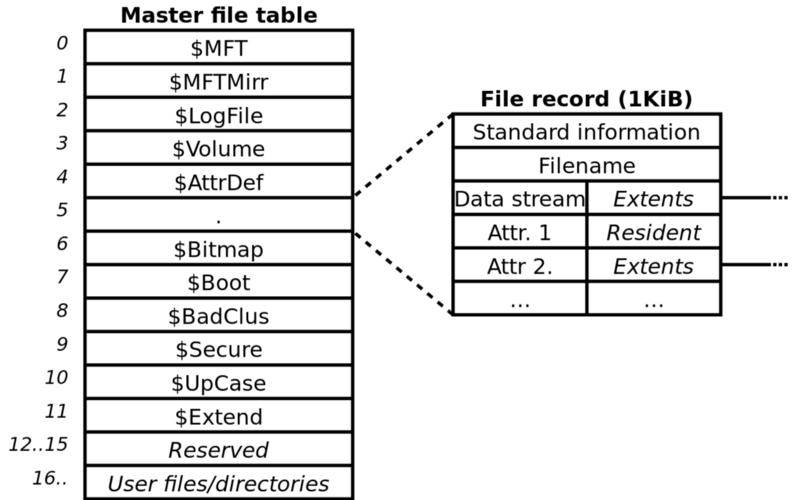 Master file table
0 $MFT
1 $MFTMirr
2 $LogFile
3 $Volume
4 $AttrDef
5 .
6 $Bitmap
7 $Boot
8 $BadClus
9 $Secure
10 $UpCase
11 $Extend
12..15 Reserved
16.. User files/directories
File record (1KiB)
Standard information
Filename
Data stream Extents
Attr. 1 Resident
Attr 2. Extents
... ...